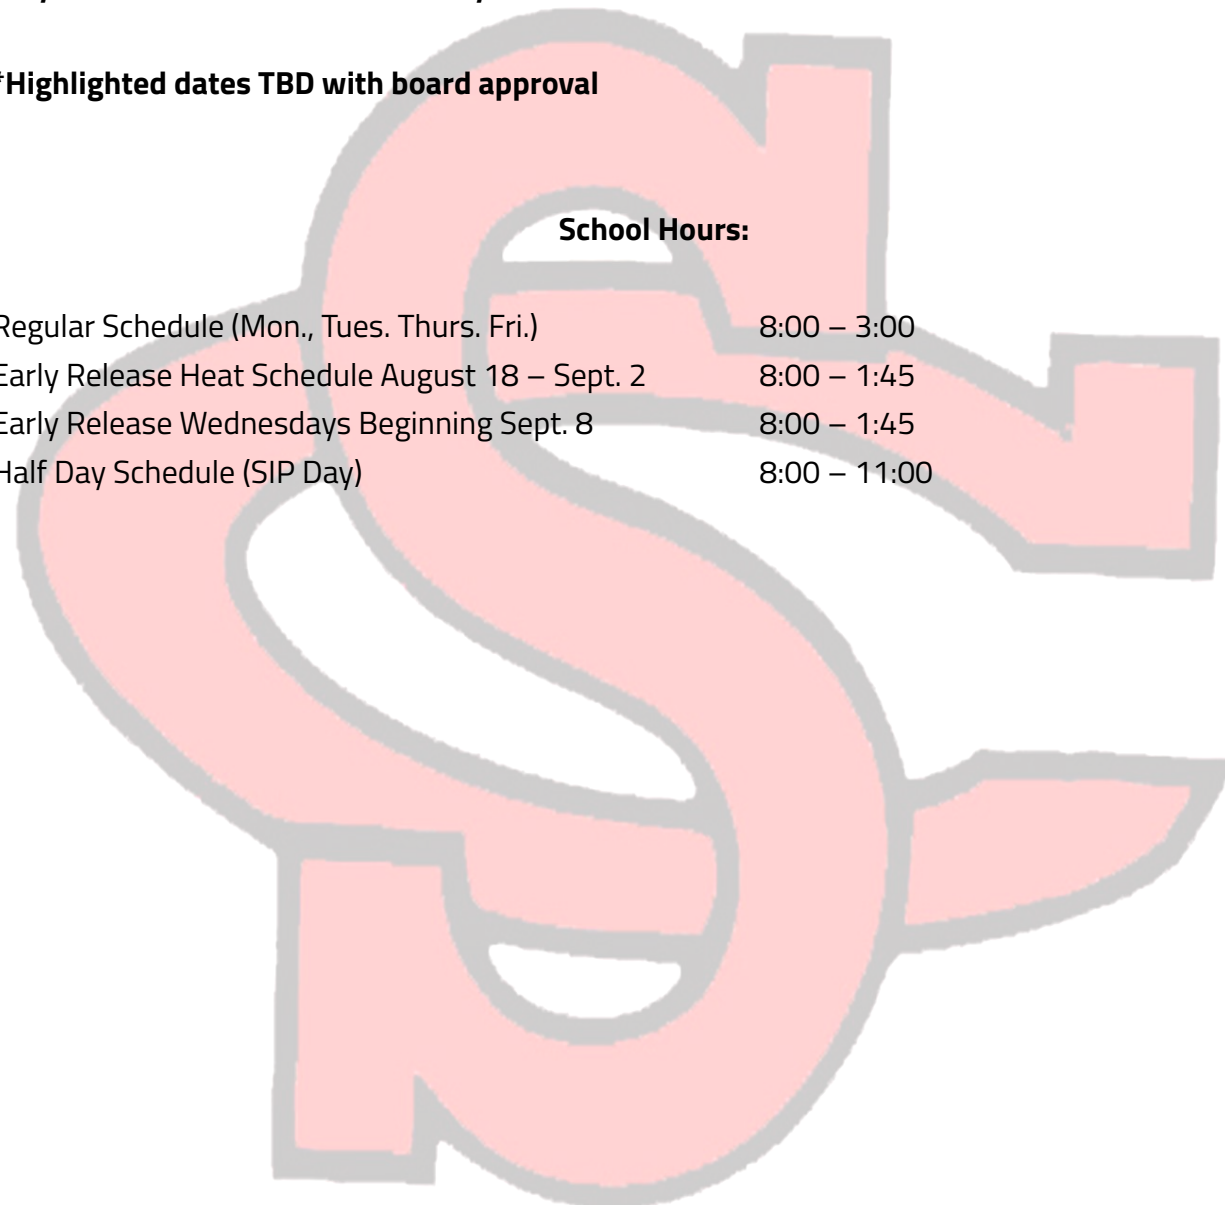 *Highlighted dates TBD with board approval
School Hours:
Regular Schedule (Mon., Tues. Thurs. Fri.) 8:00 – 3:00
Early Release Heat Schedule August 18 – Sept. 2 8:00 – 1:45
Early Release Wednesdays Beginning Sept. 8 8:00 – 1:45
Half Day Schedule (SIP Day) 8:00 – 11:00
SC